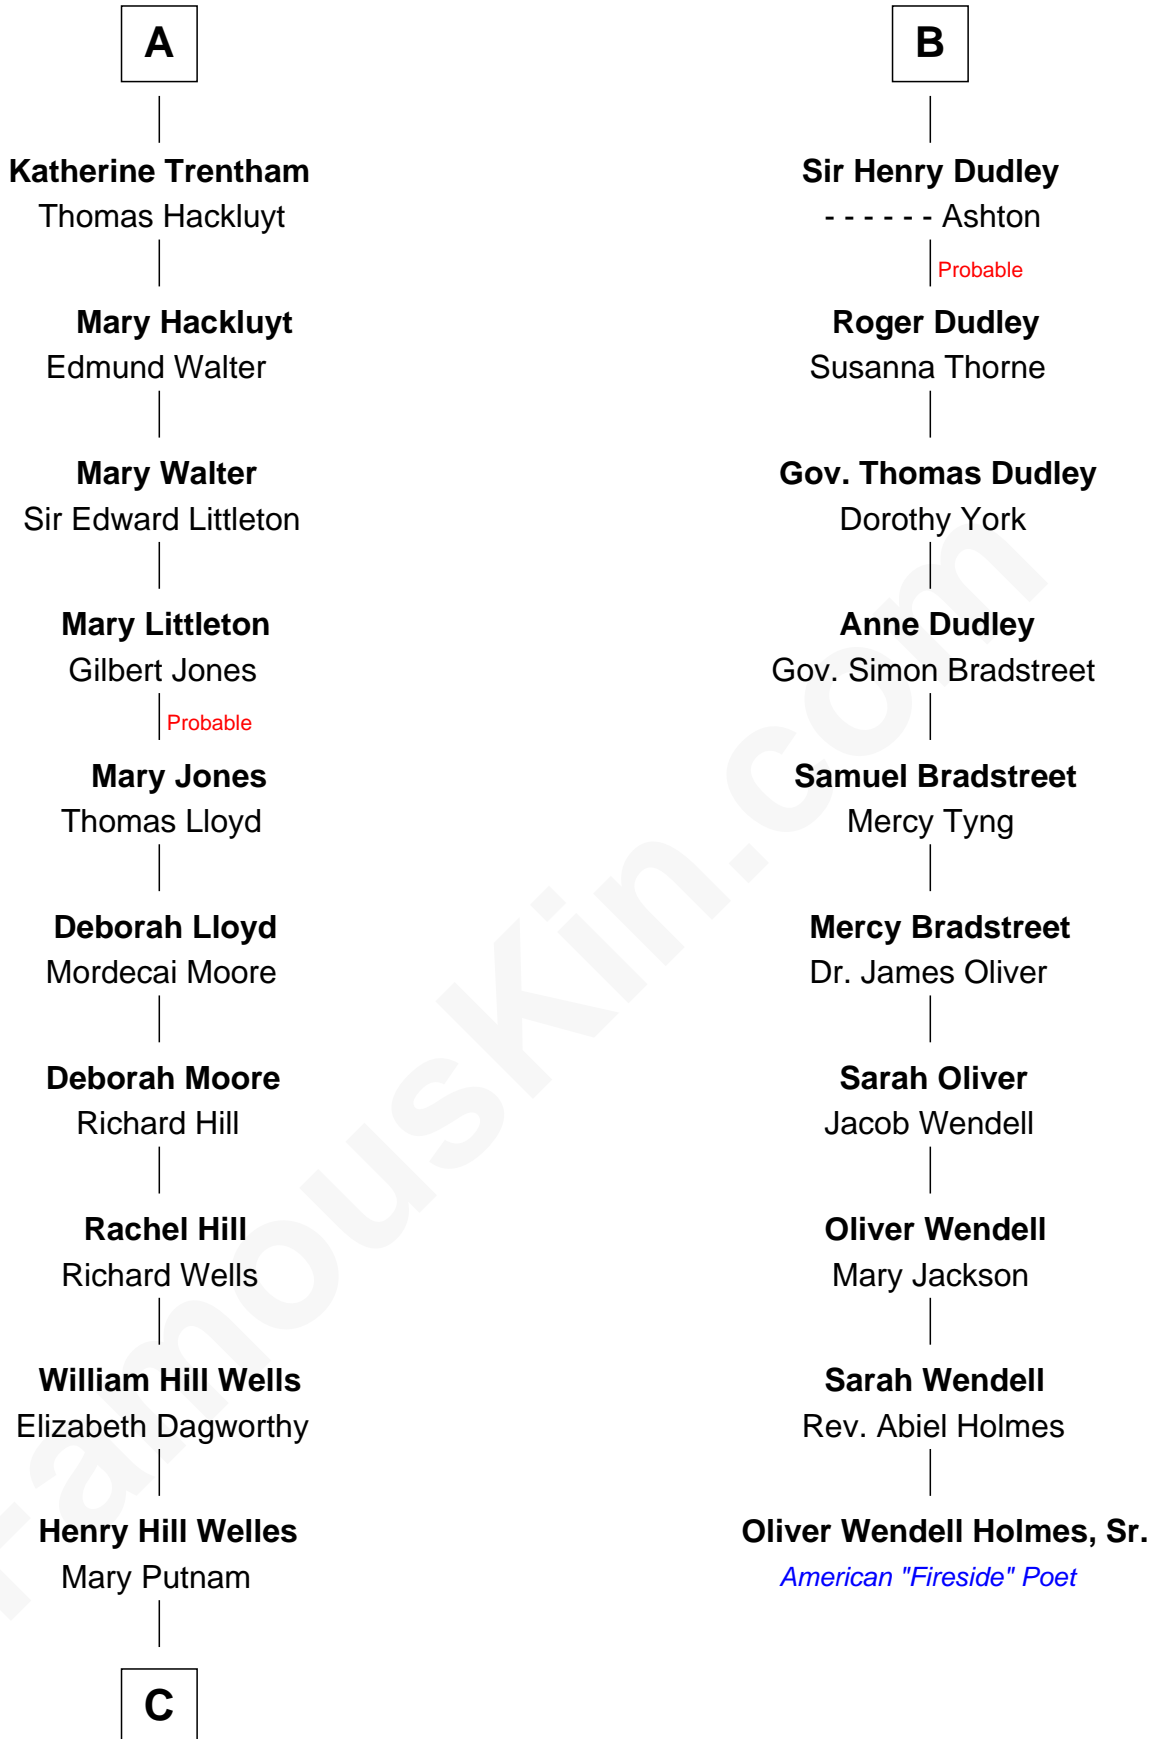 A
Katherine Trentham
Thomas Hackluyt
Mary Hackluyt
Edmund Walter
Mary Walter
Sir Edward Littleton
Mary Littleton
Gilbert Jones
Probable
Mary Jones
Thomas Lloyd
Deborah Lloyd
Mordecai Moore
Deborah Moore
Richard Hill
Rachel Hill
Richard Wells
William Hill Wells
Elizabeth Dagworthy
Henry Hill Welles
Mary Putnam
C
B
Sir Henry Dudley
- - - - - - Ashton
Probable
Roger Dudley
Susanna Thorne
Gov. Thomas Dudley
Dorothy York
Anne Dudley
Gov. Simon Bradstreet
Samuel Bradstreet
Mercy Tyng
Mercy Bradstreet
Dr. James Oliver
Sarah Oliver
Jacob Wendell
Oliver Wendell
Mary Jackson
Sarah Wendell
Rev. Abiel Holmes
Oliver Wendell Holmes, Sr.
American "Fireside" Poet
FamousKin.com